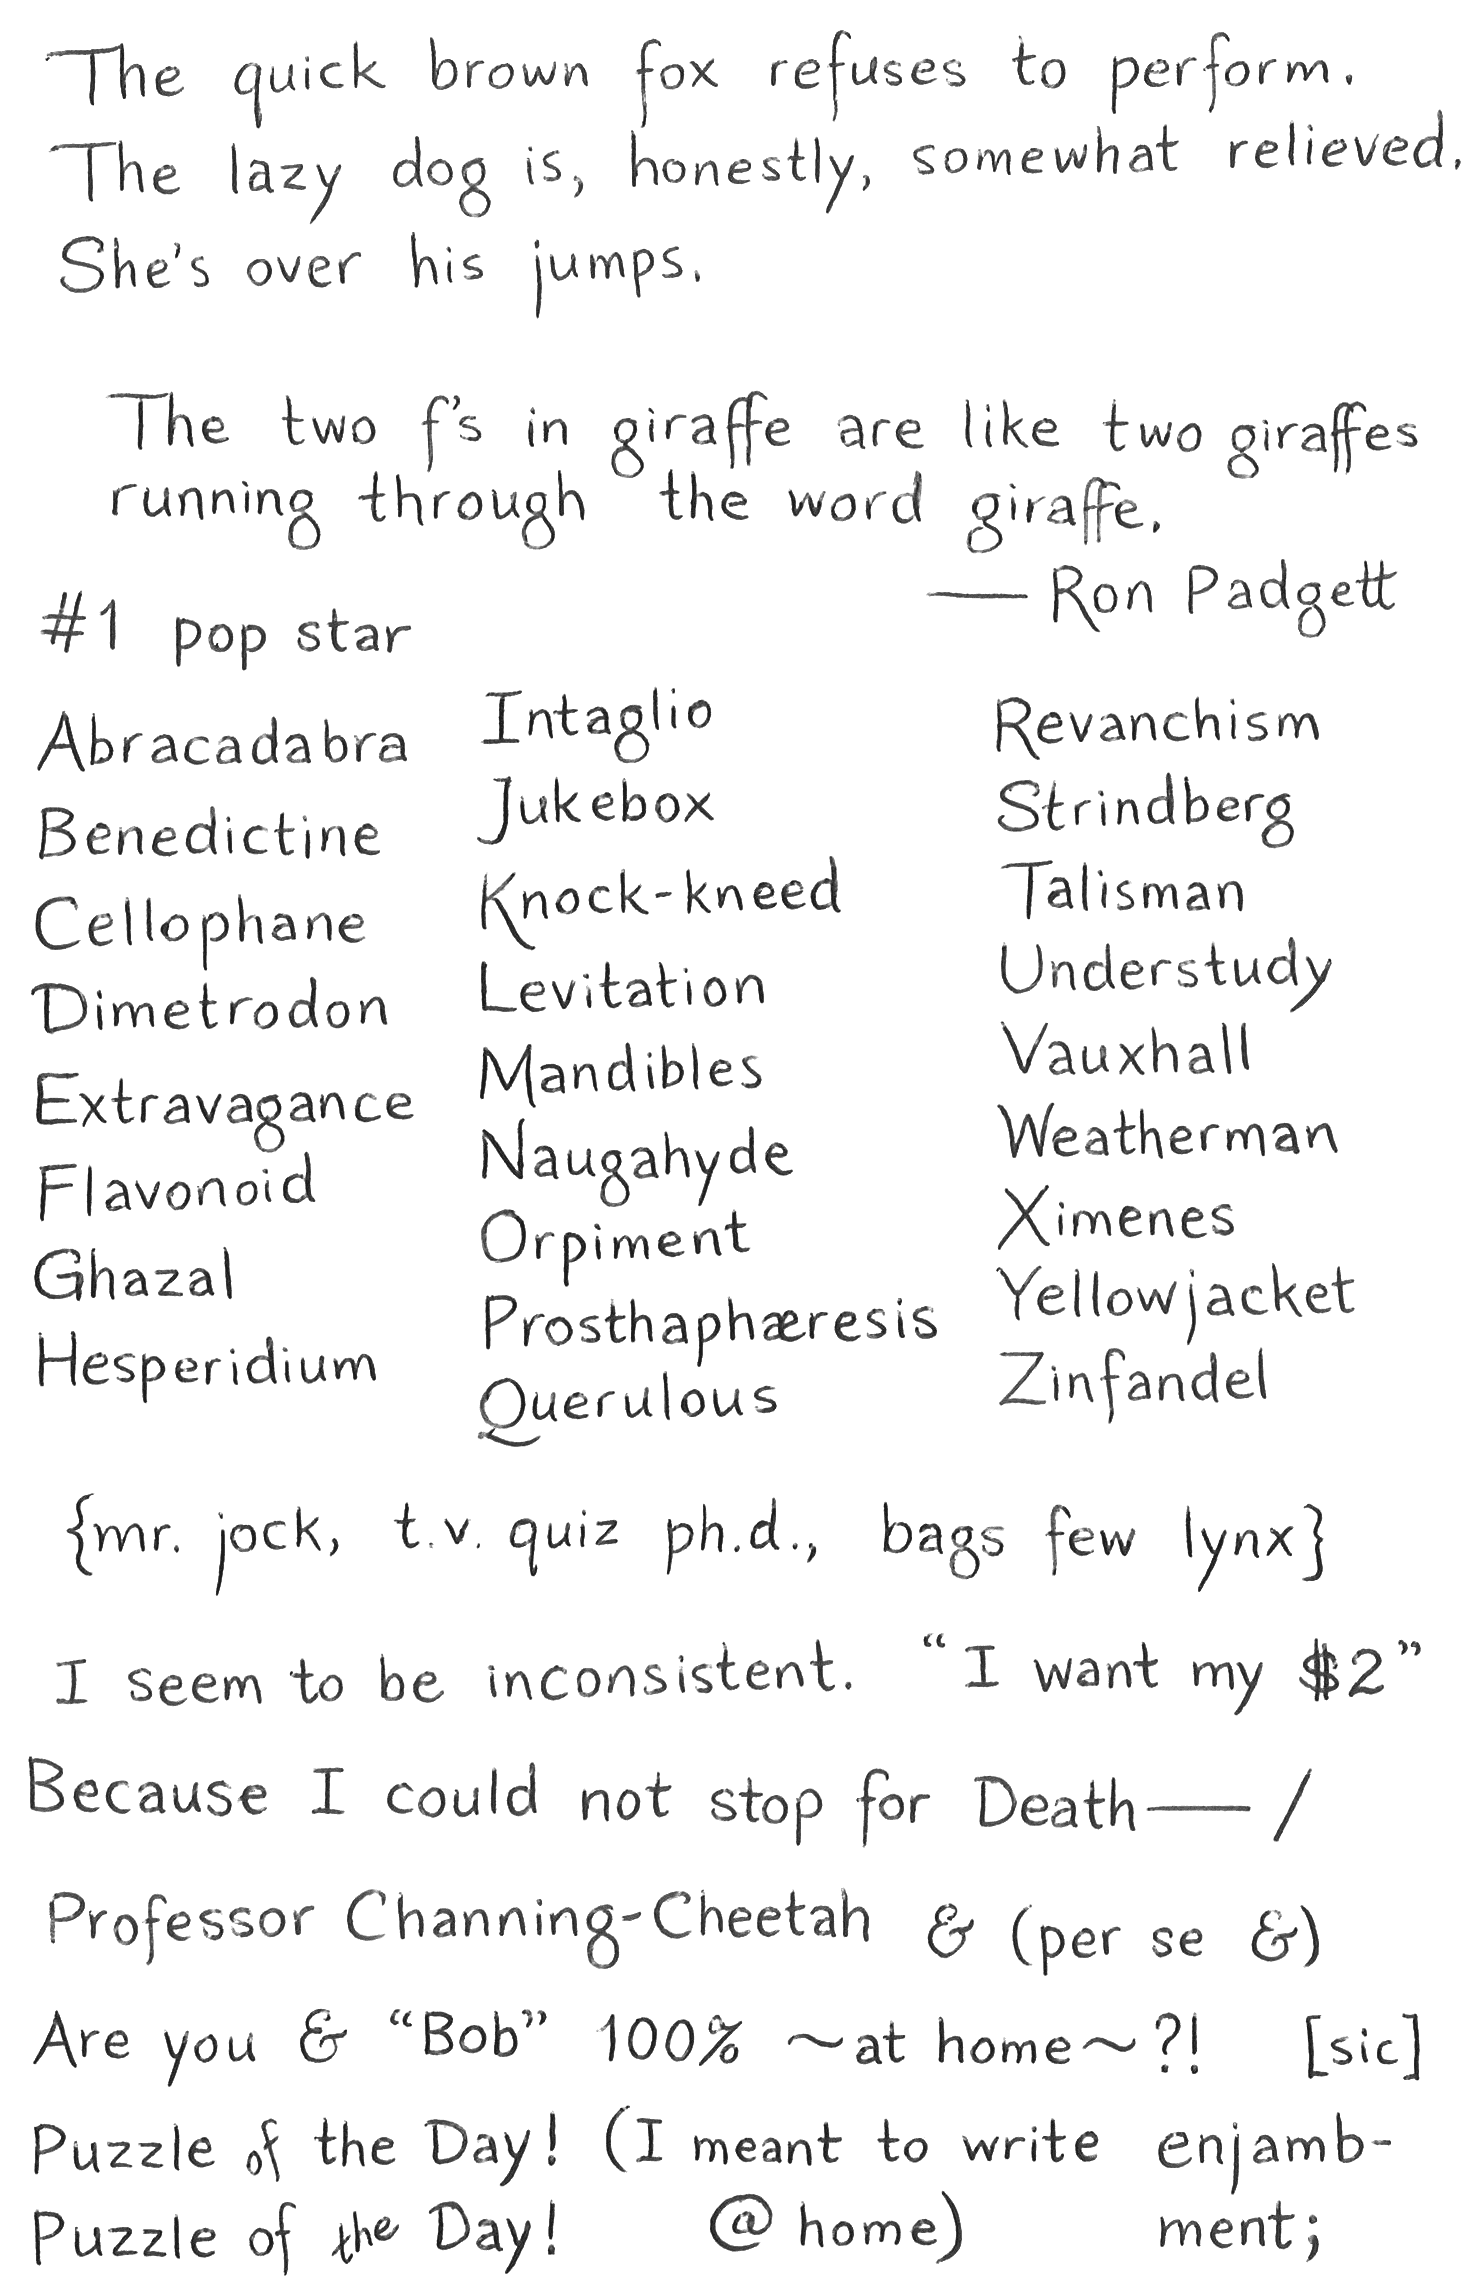 The quick brown fox refuses to perform.
The lazy dog is, honestly, somewhat relieved.
She's over his jumps.
The two f's in giraffe are like two giraffes
running through the word giraffe.
— Ron Padgett
#1 pop star
Abracadabra
Benedictine
Cellophane
Dimetrodon
Extravagance
Flavonoid
Ghazal
Hesperidium
Intaglio
Jukebox
Knock-kneed
Levitation
Mandibles
Naugahyde
Orpiment
Prosthaphæresis
Querulous
Revanchism
Strindberg
Talisman
Understudy
Vauxhall
Weatherman
Ximenes
Yellowjacket
Zinfandel
{mr. jock, t.v. quiz ph.d., bags few lynx}
I seem to be inconsistent. “I want my $2”
Because I could not stop for Death— /
Professor Channing-Cheetah & (per se &)
Are you & “Bob” 100% ~at home~?! [sic]
Puzzle of the Day! (I meant to write enjamb-
Puzzle of the Day! @ home) ment;